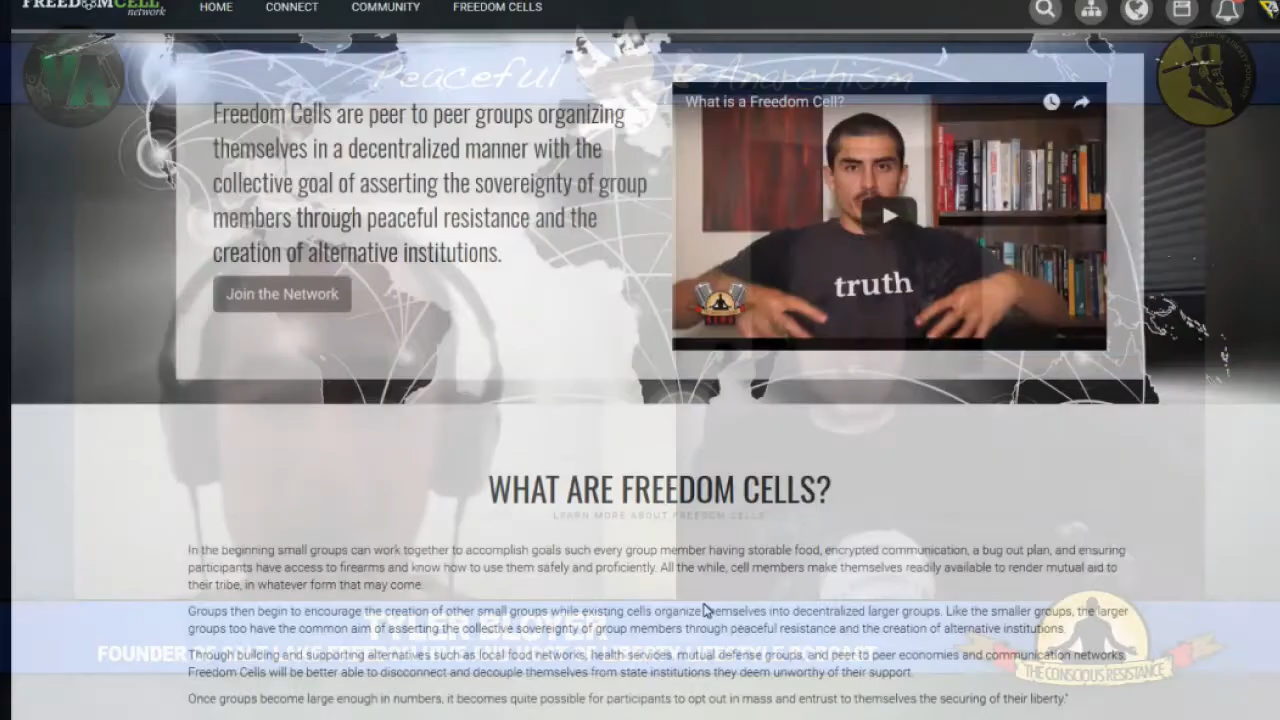 FREEDOMCELL
network
HOME
CONNECT
COMMUNITY
FREEDOM CELLS
Peaceful Anarchism
VA
Freedom Cells are peer to peer groups organizing
themselves in a decentralized manner with the
collective goal of asserting the sovereignty of group
members through peaceful resistance and the
creation of alternative institutions.
Join the Network
What is a Freedom Cell?
truth
WHAT ARE FREEDOM CELLS?
LEARN MORE ABOUT FREEDOM CELLS
In the beginning small groups can work together to accomplish goals such every group member having storable food, encrypted communication, a bug out plan, and ensuring
participants have access to firearms and know how to use them safely and proficiently. All the while, cell members make themselves readily available to render mutual aid to
their tribe, in whatever form that may come.
Groups then begin to encourage the creation of other small groups while existing cells organize themselves into decentralized larger groups. Like the smaller groups, the larger
groups too have the common aim of asserting the collective sovereignty of group members through peaceful resistance and the creation of alternative institutions.
Through building and supporting alternatives such as local food networks, health services, mutual defense groups, and peer to peer economies and communication networks,
Freedom Cells will be better able to disconnect and decouple themselves from state institutions they deem unworthy of their support.
Once groups become large enough in numbers, it becomes quite possible for participants to opt out in mass and entrust to themselves the securing of their liberty."
FOUNDER
THE CONSCIOUS RESISTANCE